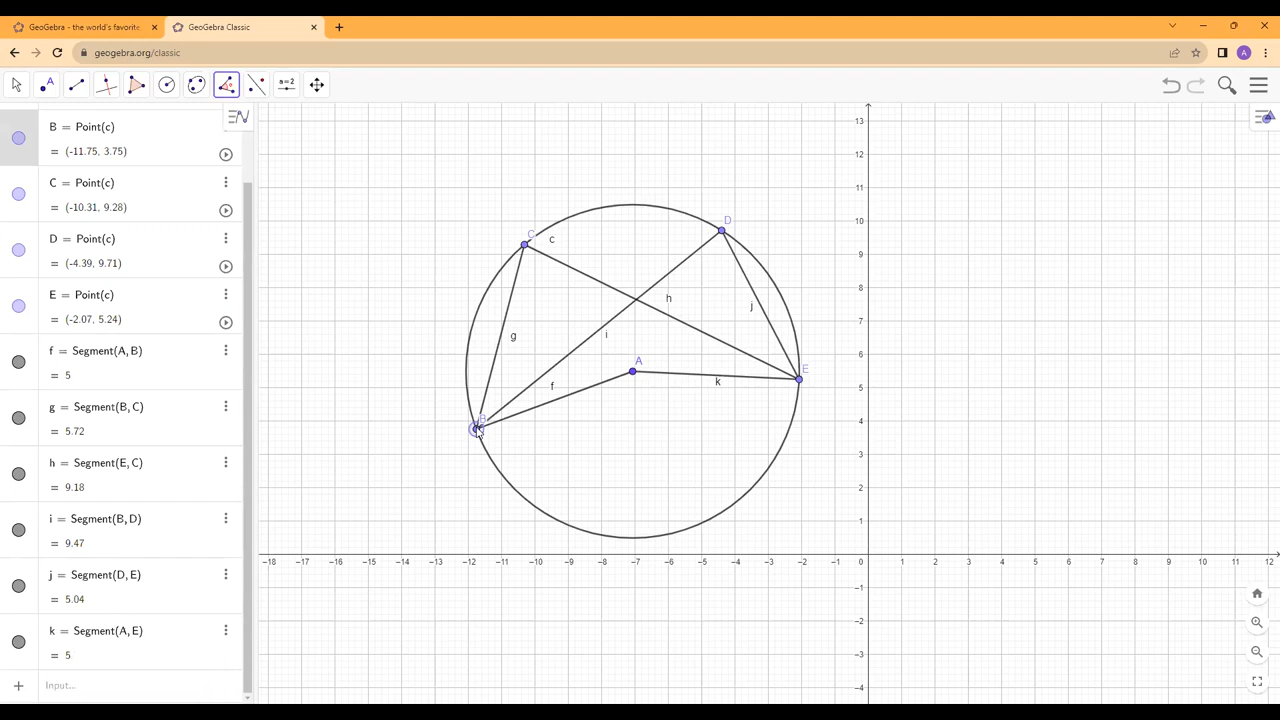 GeoGebra - the world's favorite,
GeoGebra Classic
geogebra.org/classic
A
A
a=2
B = Point(c)
= (-11.75, 3.75)
C = Point(c)
= (-10.31, 9.28)
D = Point(c)
= (-4.39, 9.71)
E = Point(c)
= (-2.07, 5.24)
f = Segment(A, B)
= 5
g = Segment(B, C)
= 5.72
h = Segment(E, C)
= 9.18
i = Segment(B, D)
= 9.47
j = Segment(D, E)
= 5.04
k = Segment(A, E)
= 5
Input...
13
12
11
10
9
8
7
6
5
4
3
2
1
D
C
c
h
j
g
i
A
E
f
k
B
-18 -17 -16 -15 -14 -13 -12 -11 -10 -9 -8 -7 -6 -5 -4 -3 -2 -1 0 1 2 3 4 5 6 7 8 9 10 11 12
-1
-2
-3
-4